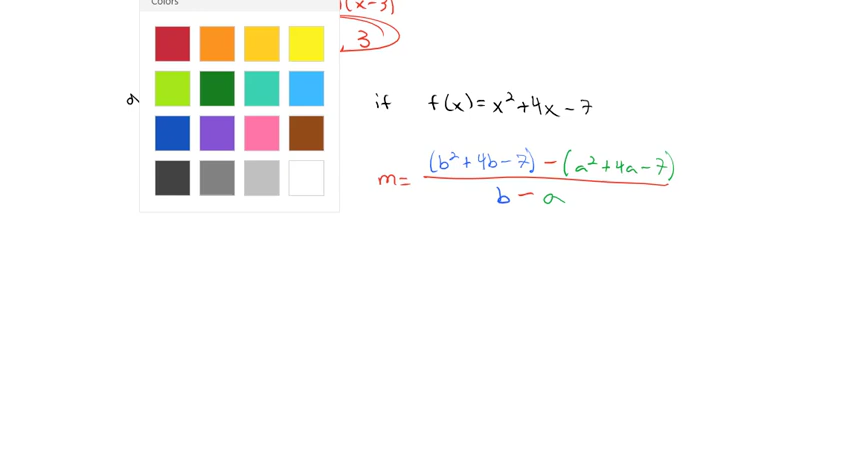 Colors
(x-3)
, 3
if f(x) = x² + 4x - 7
m = (b² + 4b - 7) - (a² + 4a - 7)
b - a